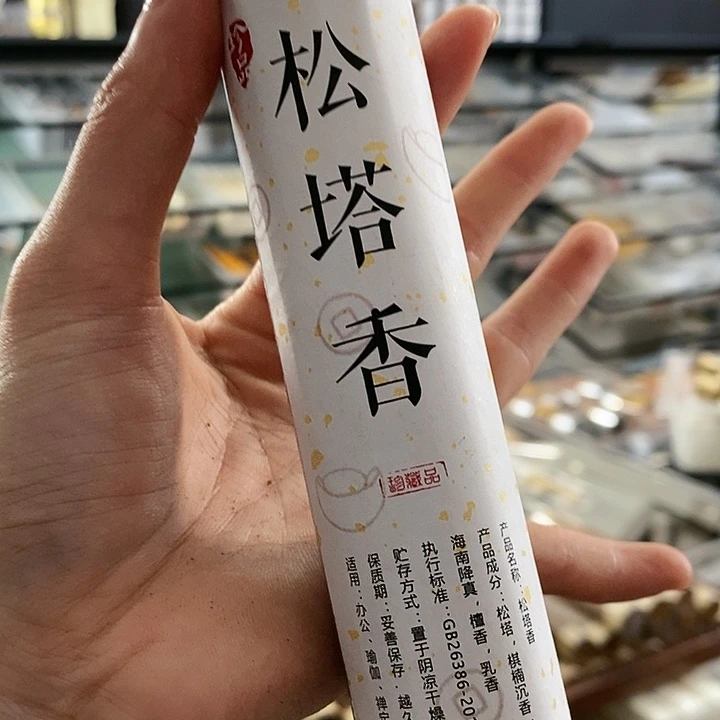 松塔香
珍藏品
产品名称：松塔香
产品成分：松塔，棋楠沉香
海南降真，檀香，乳香
执行标准：GB26386-20
贮存方式：置于阴凉干燥
保质期：妥善保存 越久
适用：办公、瑜伽、禅定